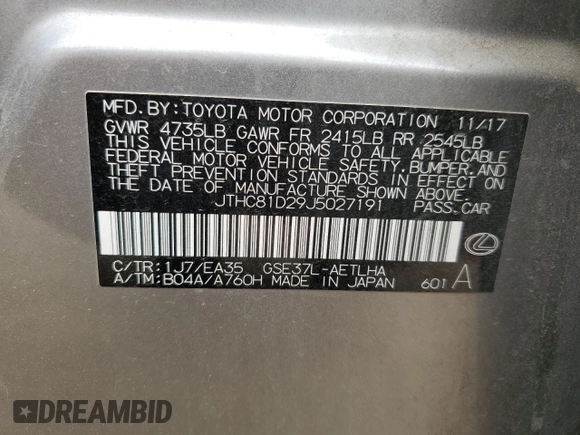 MFD.BY:TOYOTA MOTOR CORPORATION 11/17
GVWR 4735LB GAWR FR 2415LB RR 2545LB
THIS VEHICLE CONFORMS TO ALL APPLICABLE
FEDERAL MOTOR VEHICLE SAFETY,BUMPER,AND
THEFT PREVENTION STANDARDS IN EFFECT ON
THE DATE OF MANUFACTURE SHOWN ABOVE.
JTHC81D29J5027191 PASS.CAR
C/TR:1J7/EA35 GSE37L-AETLHA
A/TM:B04A/A760H MADE IN JAPAN 601 A
DREAMBID